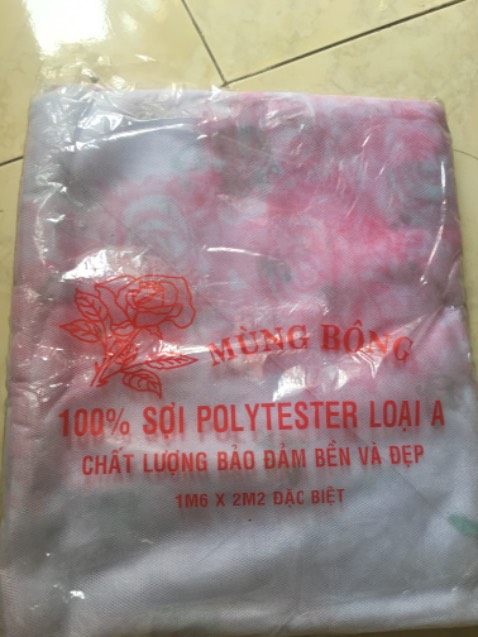 MÙNG BÔNG
100% SỢI POLYTESTER LOẠI A
CHẤT LƯỢNG BẢO ĐẢM BỀN VÀ ĐẸP
1M6 X 2M2 ĐẶC BIỆT